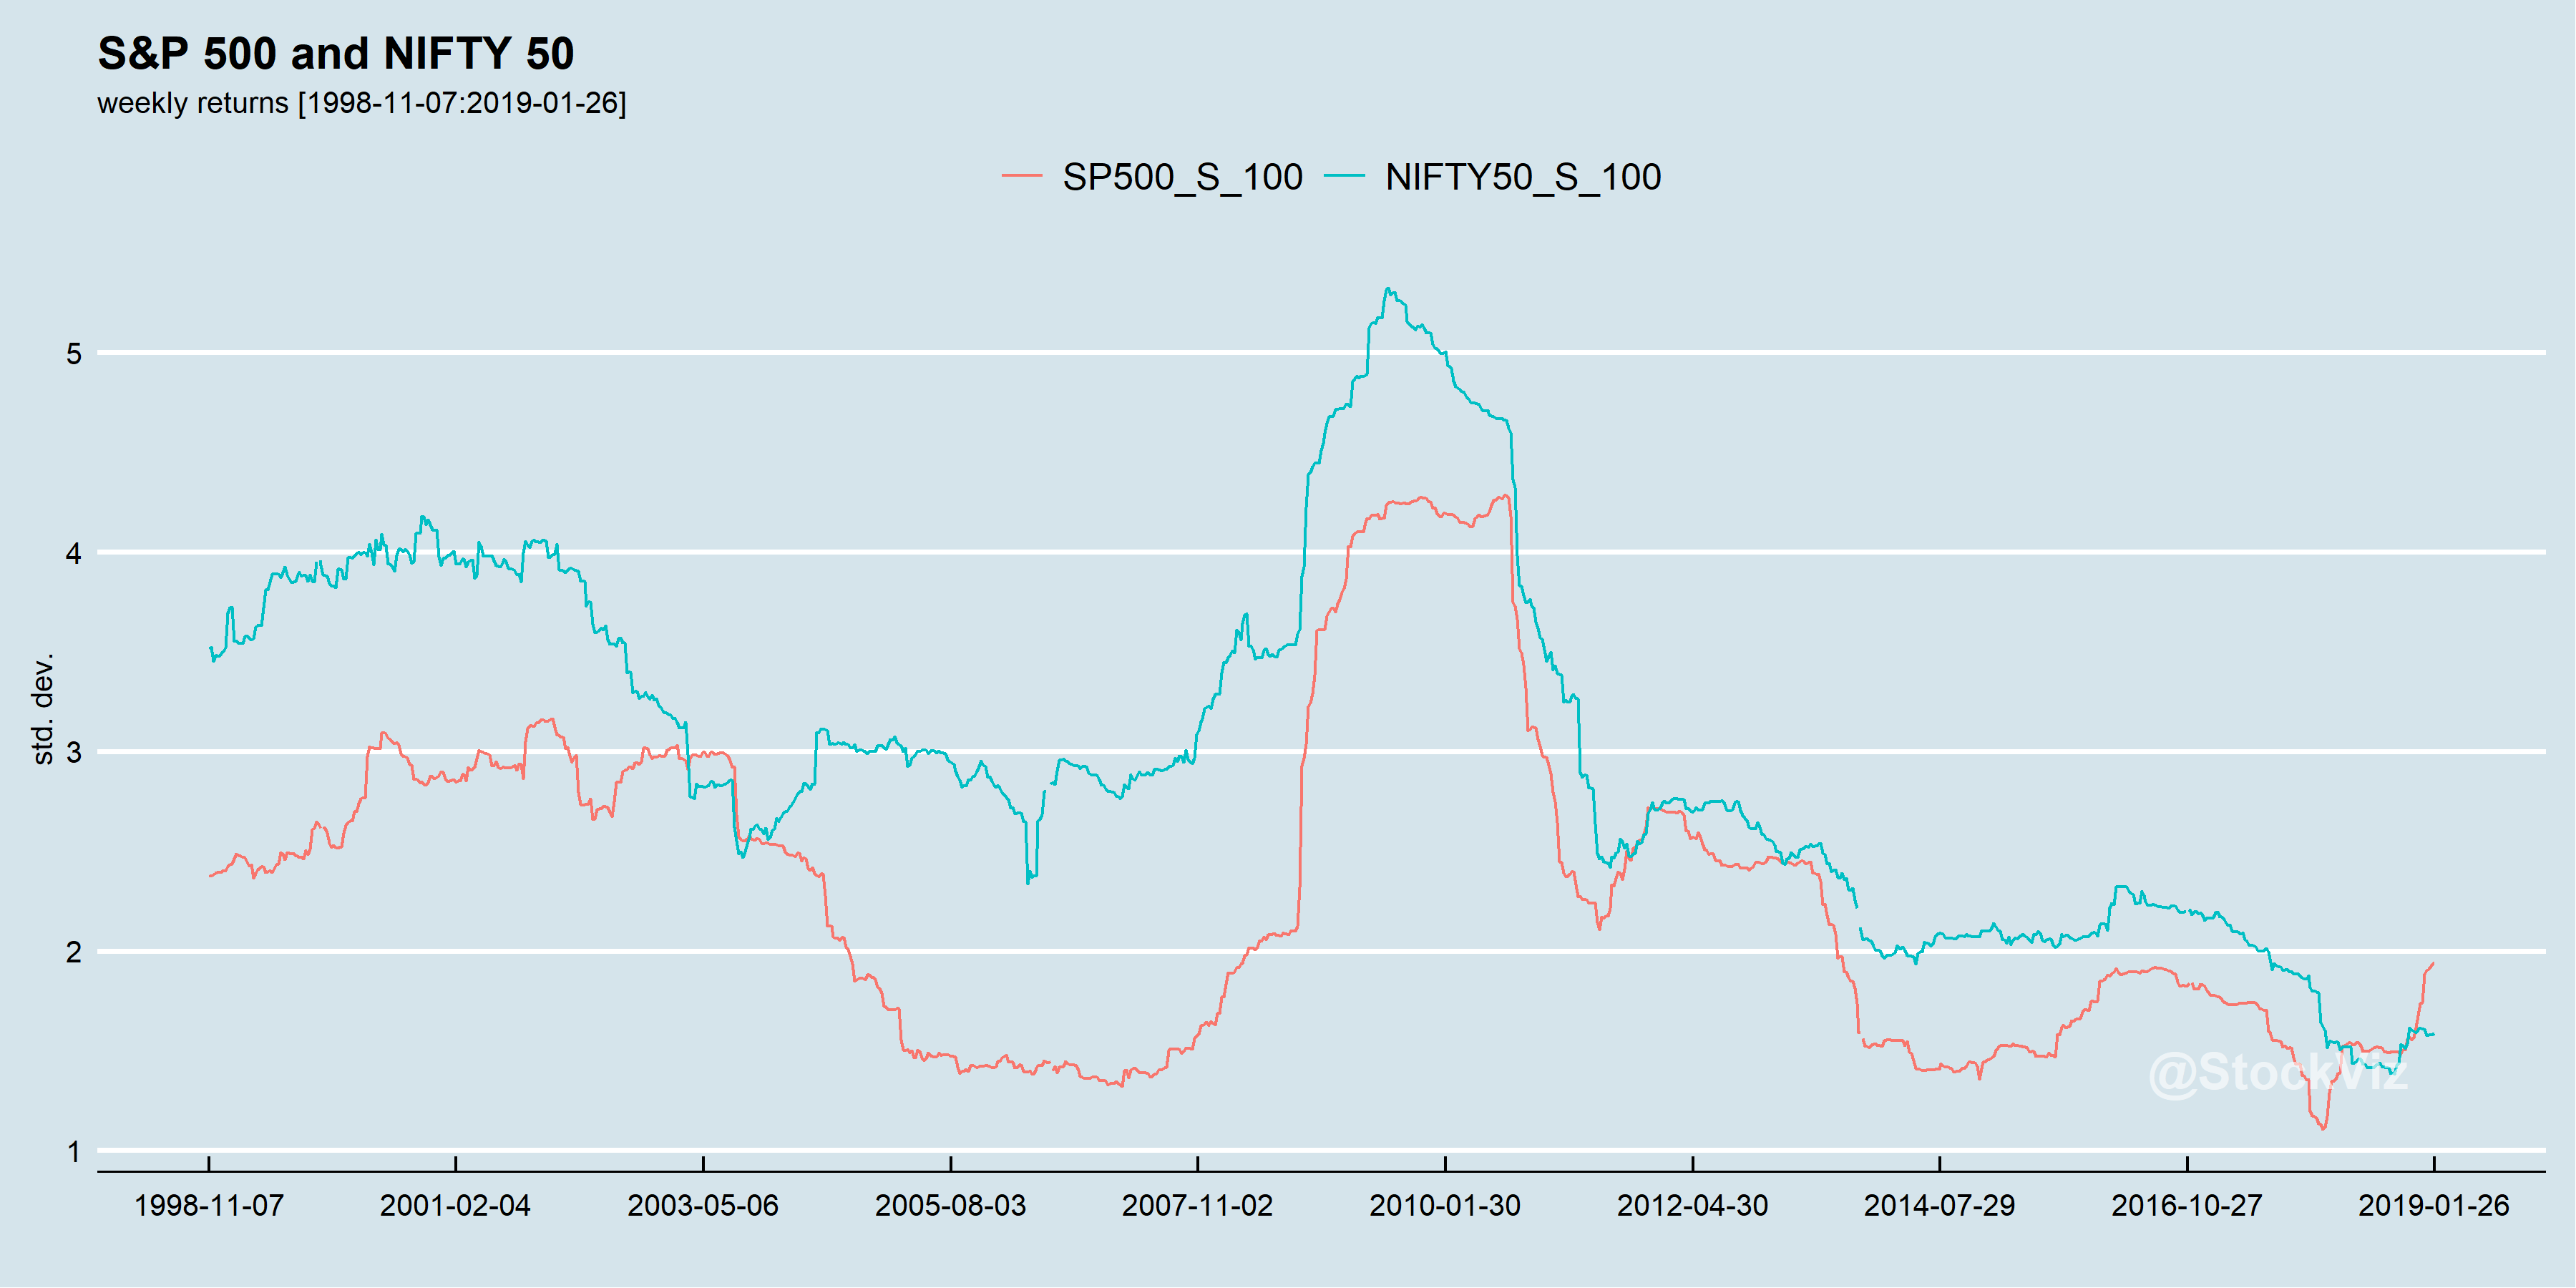 S&P 500 and NIFTY 50
weekly returns [1998-11-07:2019-01-26]
SP500_S_100 NIFTY50_S_100
5
4
3
2
1
std. dev.
@StockViz
1998-11-07 2001-02-04 2003-05-06 2005-08-03 2007-11-02 2010-01-30 2012-04-30 2014-07-29 2016-10-27 2019-01-26